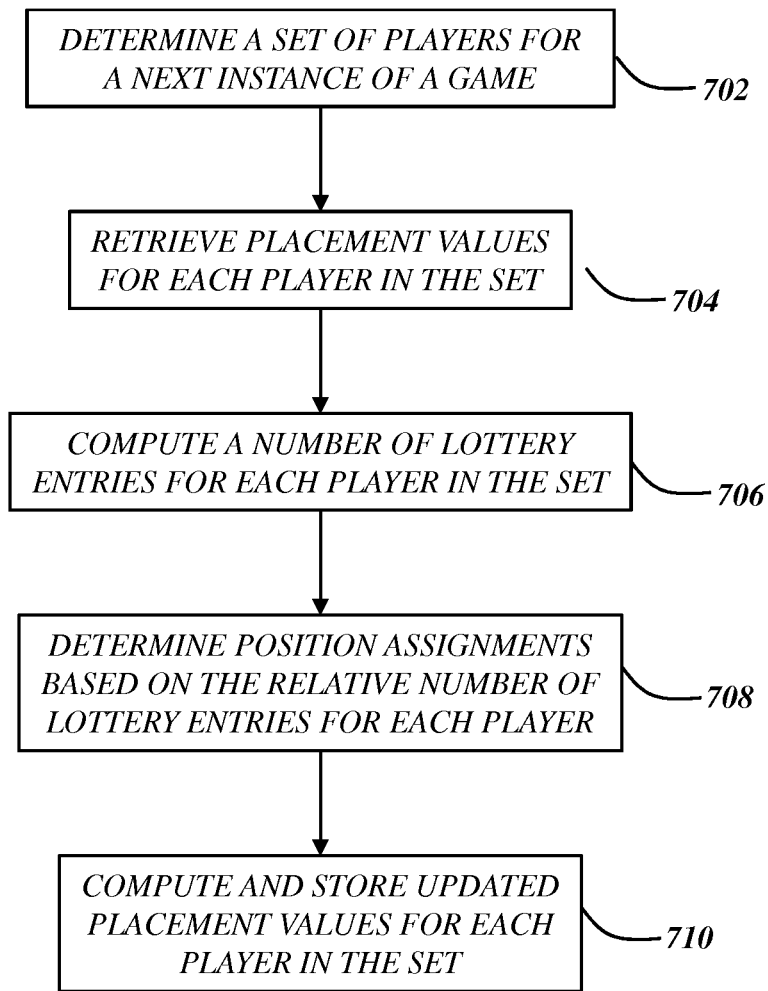 DETERMINE A SET OF PLAYERS FOR
A NEXT INSTANCE OF A GAME
702
RETRIEVE PLACEMENT VALUES
FOR EACH PLAYER IN THE SET
704
COMPUTE A NUMBER OF LOTTERY
ENTRIES FOR EACH PLAYER IN THE SET
706
DETERMINE POSITION ASSIGNMENTS
BASED ON THE RELATIVE NUMBER OF
LOTTERY ENTRIES FOR EACH PLAYER
708
COMPUTE AND STORE UPDATED
PLACEMENT VALUES FOR EACH
PLAYER IN THE SET
710